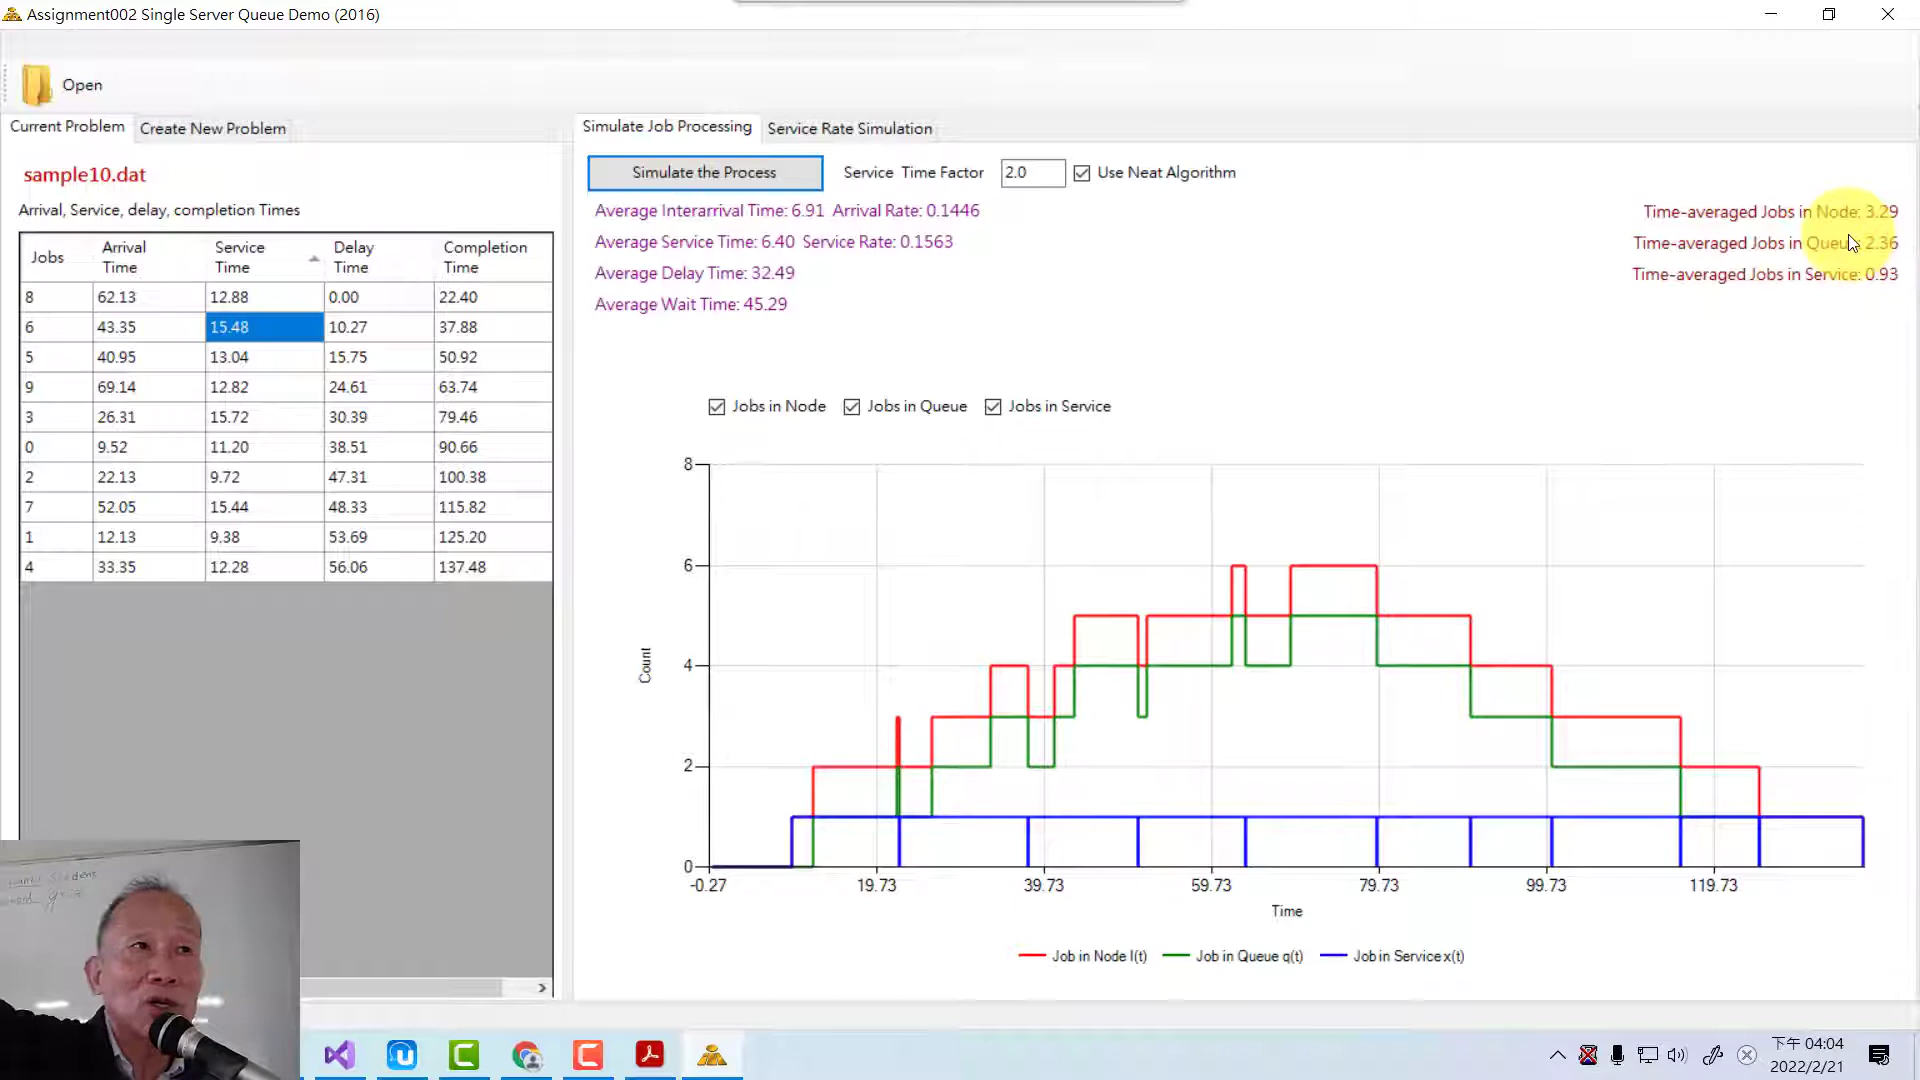 Assignment002 Single Server Queue Demo (2016)
Open
Current Problem
Create New Problem
sample10.dat
Arrival, Service, delay, completion Times
Jobs Arrival Time Service Time Delay Time Completion Time
8 62.13 12.88 0.00 22.40
6 43.35 15.48 10.27 37.88
5 40.95 13.04 15.75 50.92
9 69.14 12.82 24.61 63.74
3 26.31 15.72 30.39 79.46
0 9.52 11.20 38.51 90.66
2 22.13 9.72 47.31 100.38
7 52.05 15.44 48.33 115.82
1 12.13 9.38 53.69 125.20
4 33.35 12.28 56.06 137.48
Simulate Job Processing
Service Rate Simulation
Simulate the Process
Service Time Factor 2.0
Use Neat Algorithm
Average Interarrival Time: 6.91 Arrival Rate: 0.1446
Average Service Time: 6.40 Service Rate: 0.1563
Average Delay Time: 32.49
Average Wait Time: 45.29
Time-averaged Jobs in Node: 3.29
Time-averaged Jobs in Queue: 2.36
Time-averaged Jobs in Service: 0.93
Jobs in Node
Jobs in Queue
Jobs in Service
8
6
4
2
0
Count
-0.27 19.73 39.73 59.73 79.73 99.73 119.73
Time
Job in Node l(t)
Job in Queue q(t)
Job in Service x(t)
下午 04:04
2022/2/21